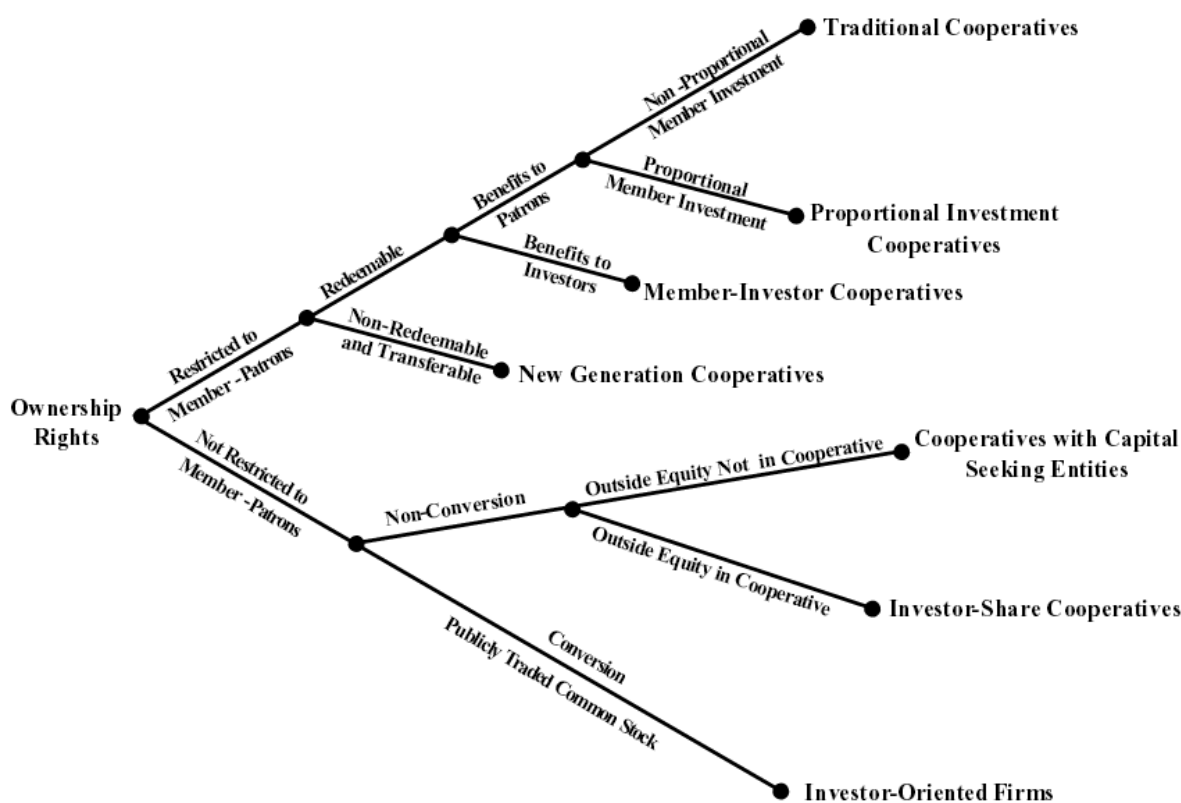 Non -Proportional
Member Investment
Traditional Cooperatives
Proportional
Member Investment
Proportional Investment
Cooperatives
Benefits to
Patrons
Benefits to
Investors
Member-Investor Cooperatives
Redeemable
Non-Redeemable
and Transferable
New Generation Cooperatives
Restricted to
Member -Patrons
Ownership
Rights
Not Restricted to
Member -Patrons
Non-Conversion
Outside Equity Not in Cooperative
Cooperatives with Capital
Seeking Entities
Outside Equity in Cooperative
Investor-Share Cooperatives
Conversion
Publicly Traded Common Stock
Investor-Oriented Firms